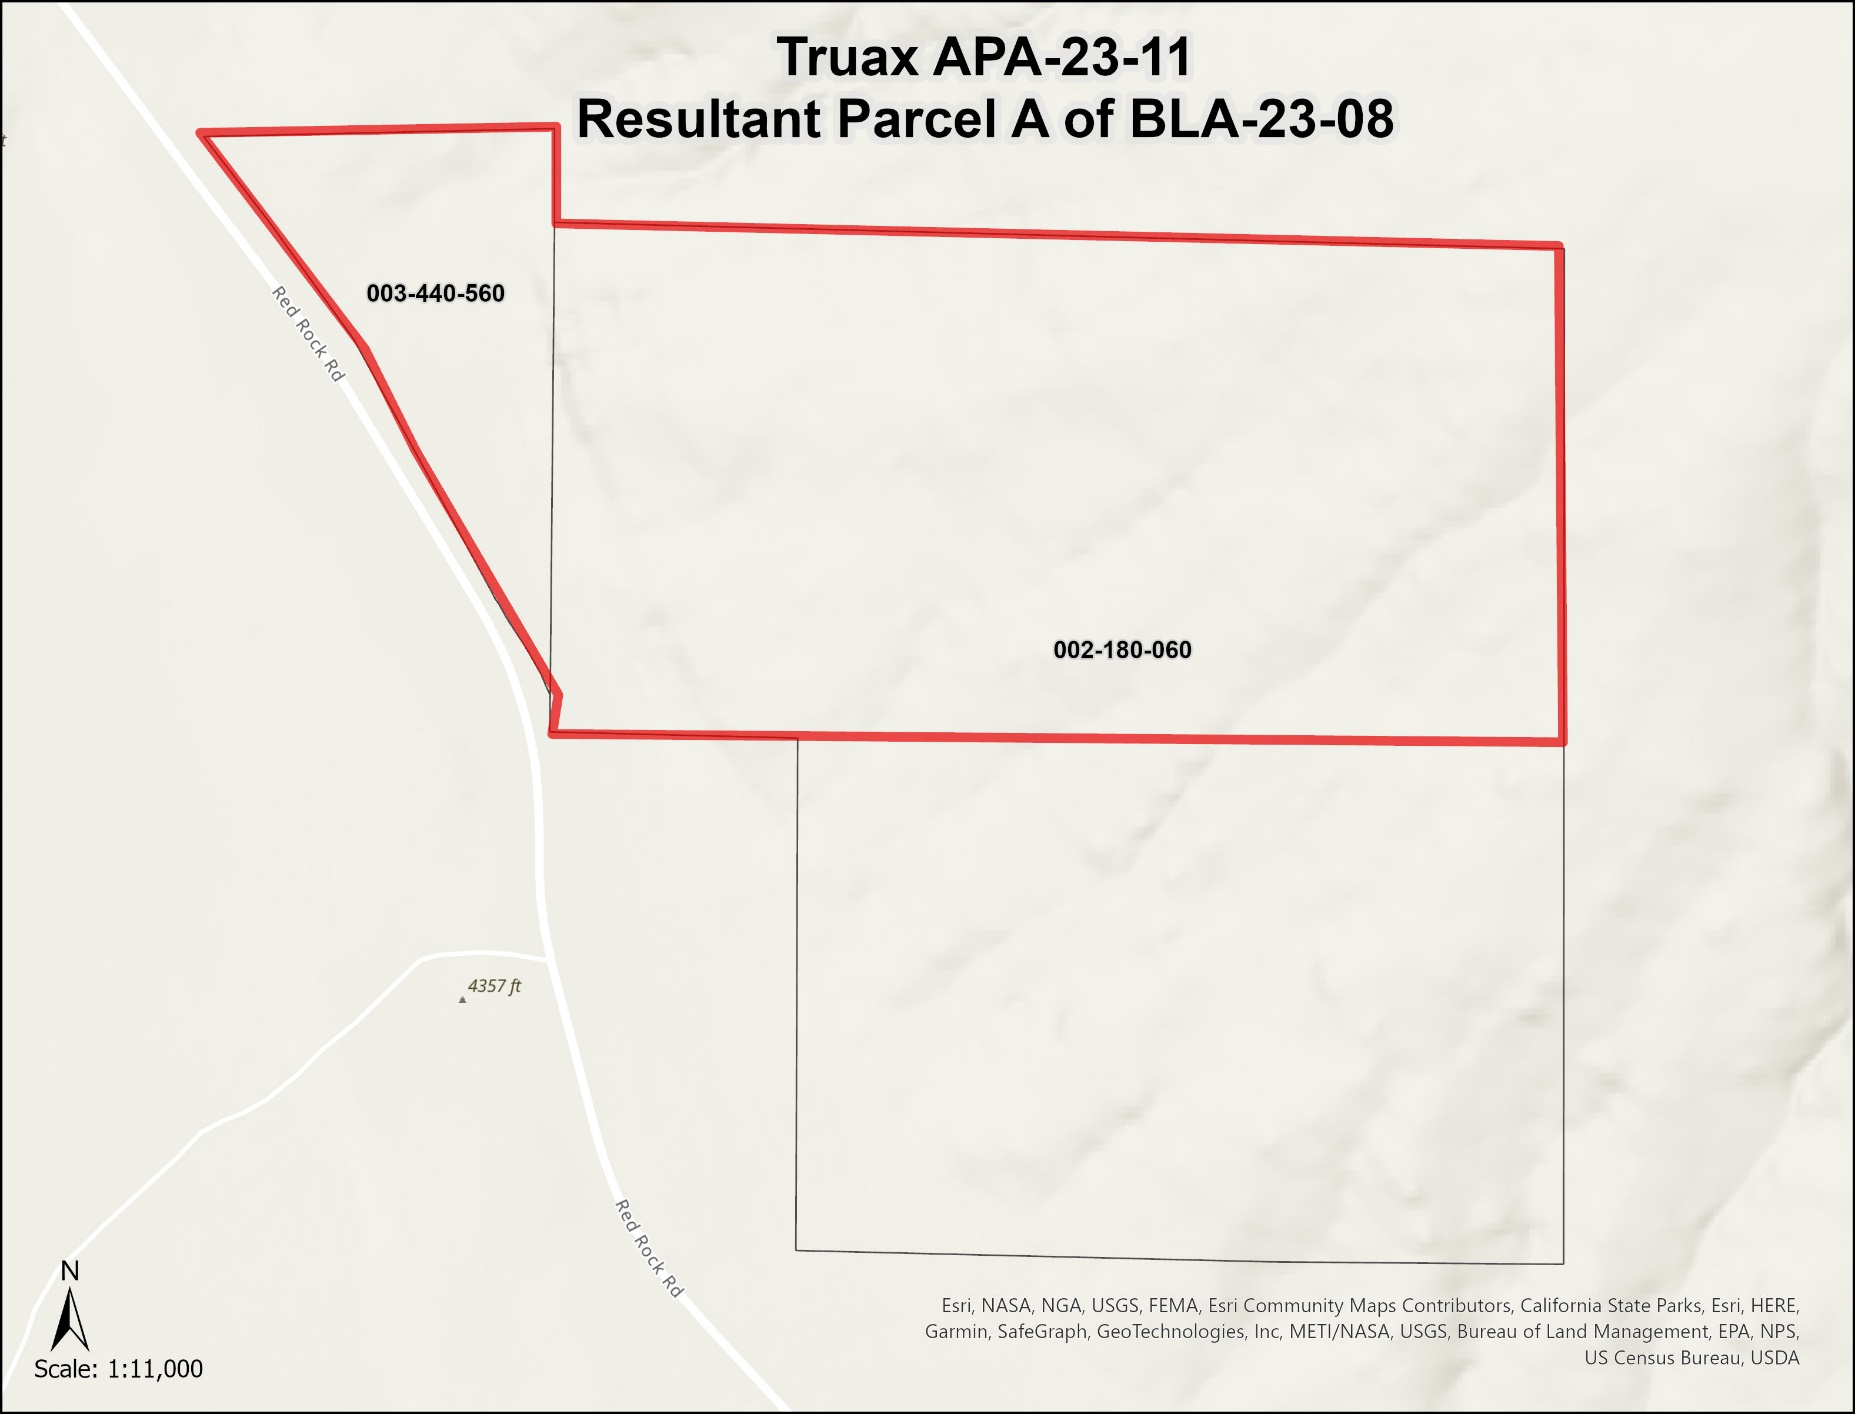 Truax APA-23-11
Resultant Parcel A of BLA-23-08
003-440-560
Red Rock Rd
002-180-060
4357 ft
Red Rock Rd
N
Scale: 1:11,000
Esri, NASA, NGA, USGS, FEMA, Esri Community Maps Contributors, California State Parks, Esri, HERE,
Garmin, SafeGraph, GeoTechnologies, Inc, METI/NASA, USGS, Bureau of Land Management, EPA, NPS,
US Census Bureau, USDA